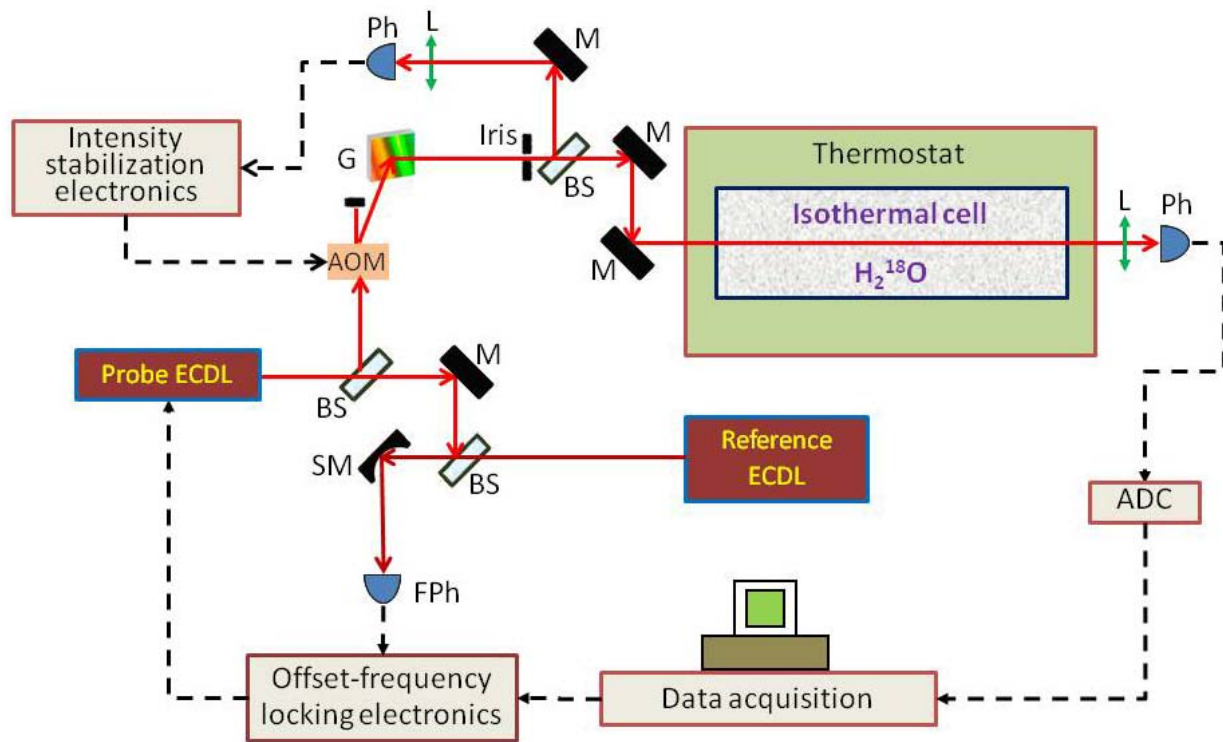 Ph
L
M
Intensity
stabilization
electronics
G
Iris
BS
M
Thermostat
Isothermal cell
H₂¹⁸O
L
Ph
AOM
M
Probe ECDL
BS
M
SM
BS
Reference
ECDL
ADC
FPh
Offset-frequency
locking electronics
Data acquisition